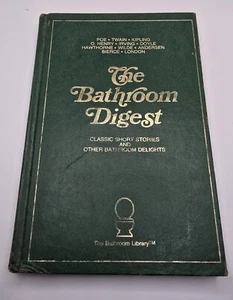 POE • TWAIN • KIPLING
O. HENRY • IRVING • DOYLE
HAWTHORNE • WILDE • ANDERSEN
BIERCE • LONDON
The
Bathroom
Digest
CLASSIC SHORT STORIES
AND
OTHER BATHROOM DELIGHTS
The Bathroom Library™